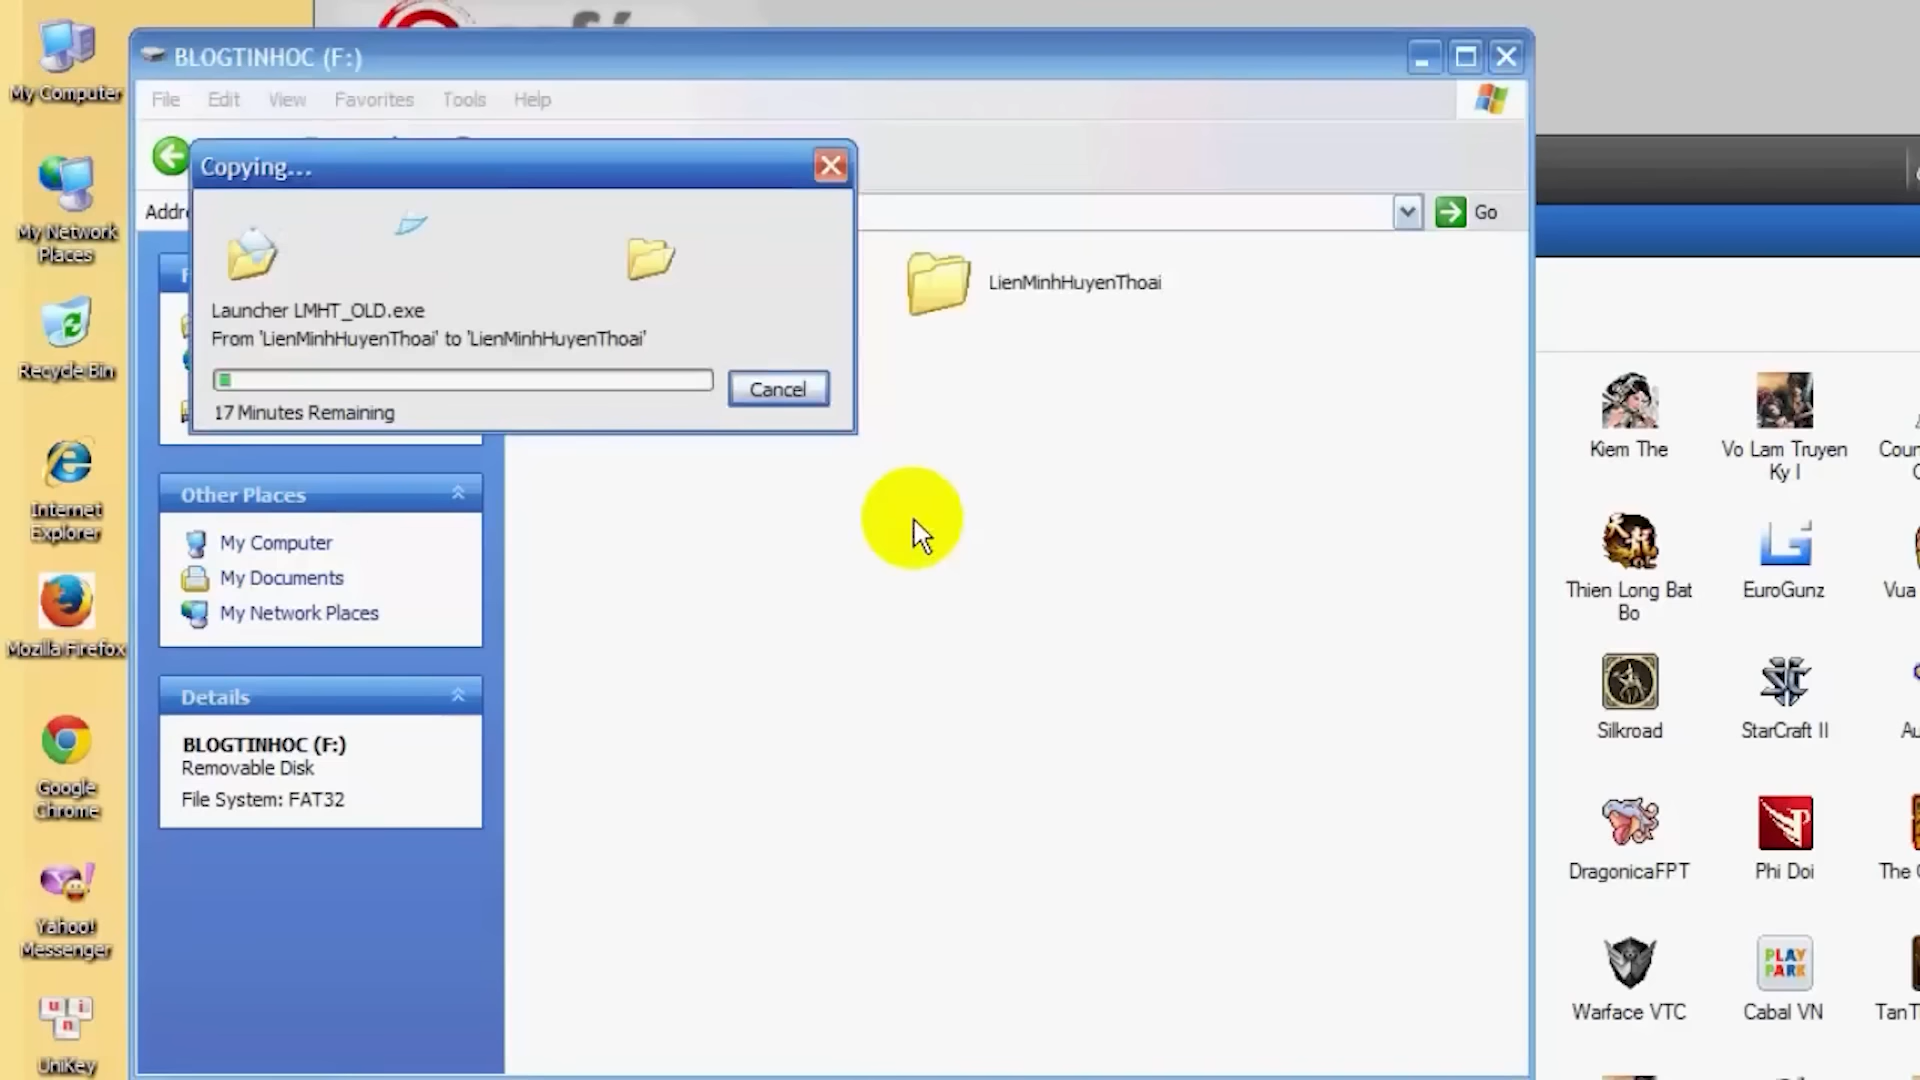 My Computer
My Network
Places
Recycle Bin
Internet
Explorer
Mozilla Firefox
Google
Chrome
Yahoo!
Messenger
UniKey
BLOGTINHOC (F:)
File Edit View Favorites Tools Help
Go
Copying...
Launcher LMHT_OLD.exe
From 'LienMinhHuyenThoai' to 'LienMinhHuyenThoai'
Cancel
17 Minutes Remaining
LienMinhHuyenThoai
Other Places
My Computer
My Documents
My Network Places
Details
BLOGTINHOC (F:)
Removable Disk
File System: FAT32
Kiem The
Vo Lam Truyen
Ky I
Thien Long Bat
Bo
EuroGunz
Vua
Silkroad
StarCraft II
DragonicaFPT
Phi Doi
The
Warface VTC
PLAY
PARK
Cabal VN